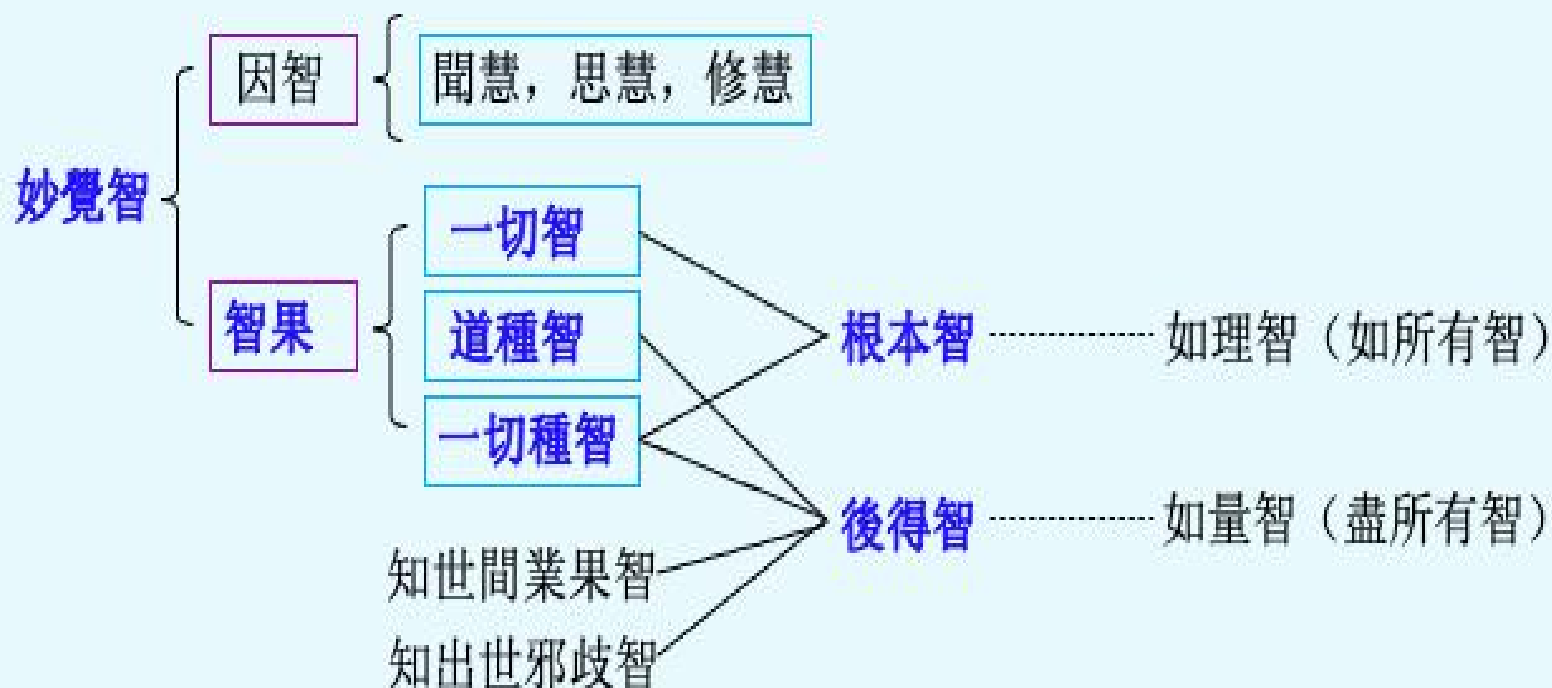 因智
聞慧，思慧，修慧
妙覺智
一切智
智果
道種智
根本智
如理智（如所有智）
一切種智
後得智
如量智（盡所有智）
知世間業果智
知出世邪歧智